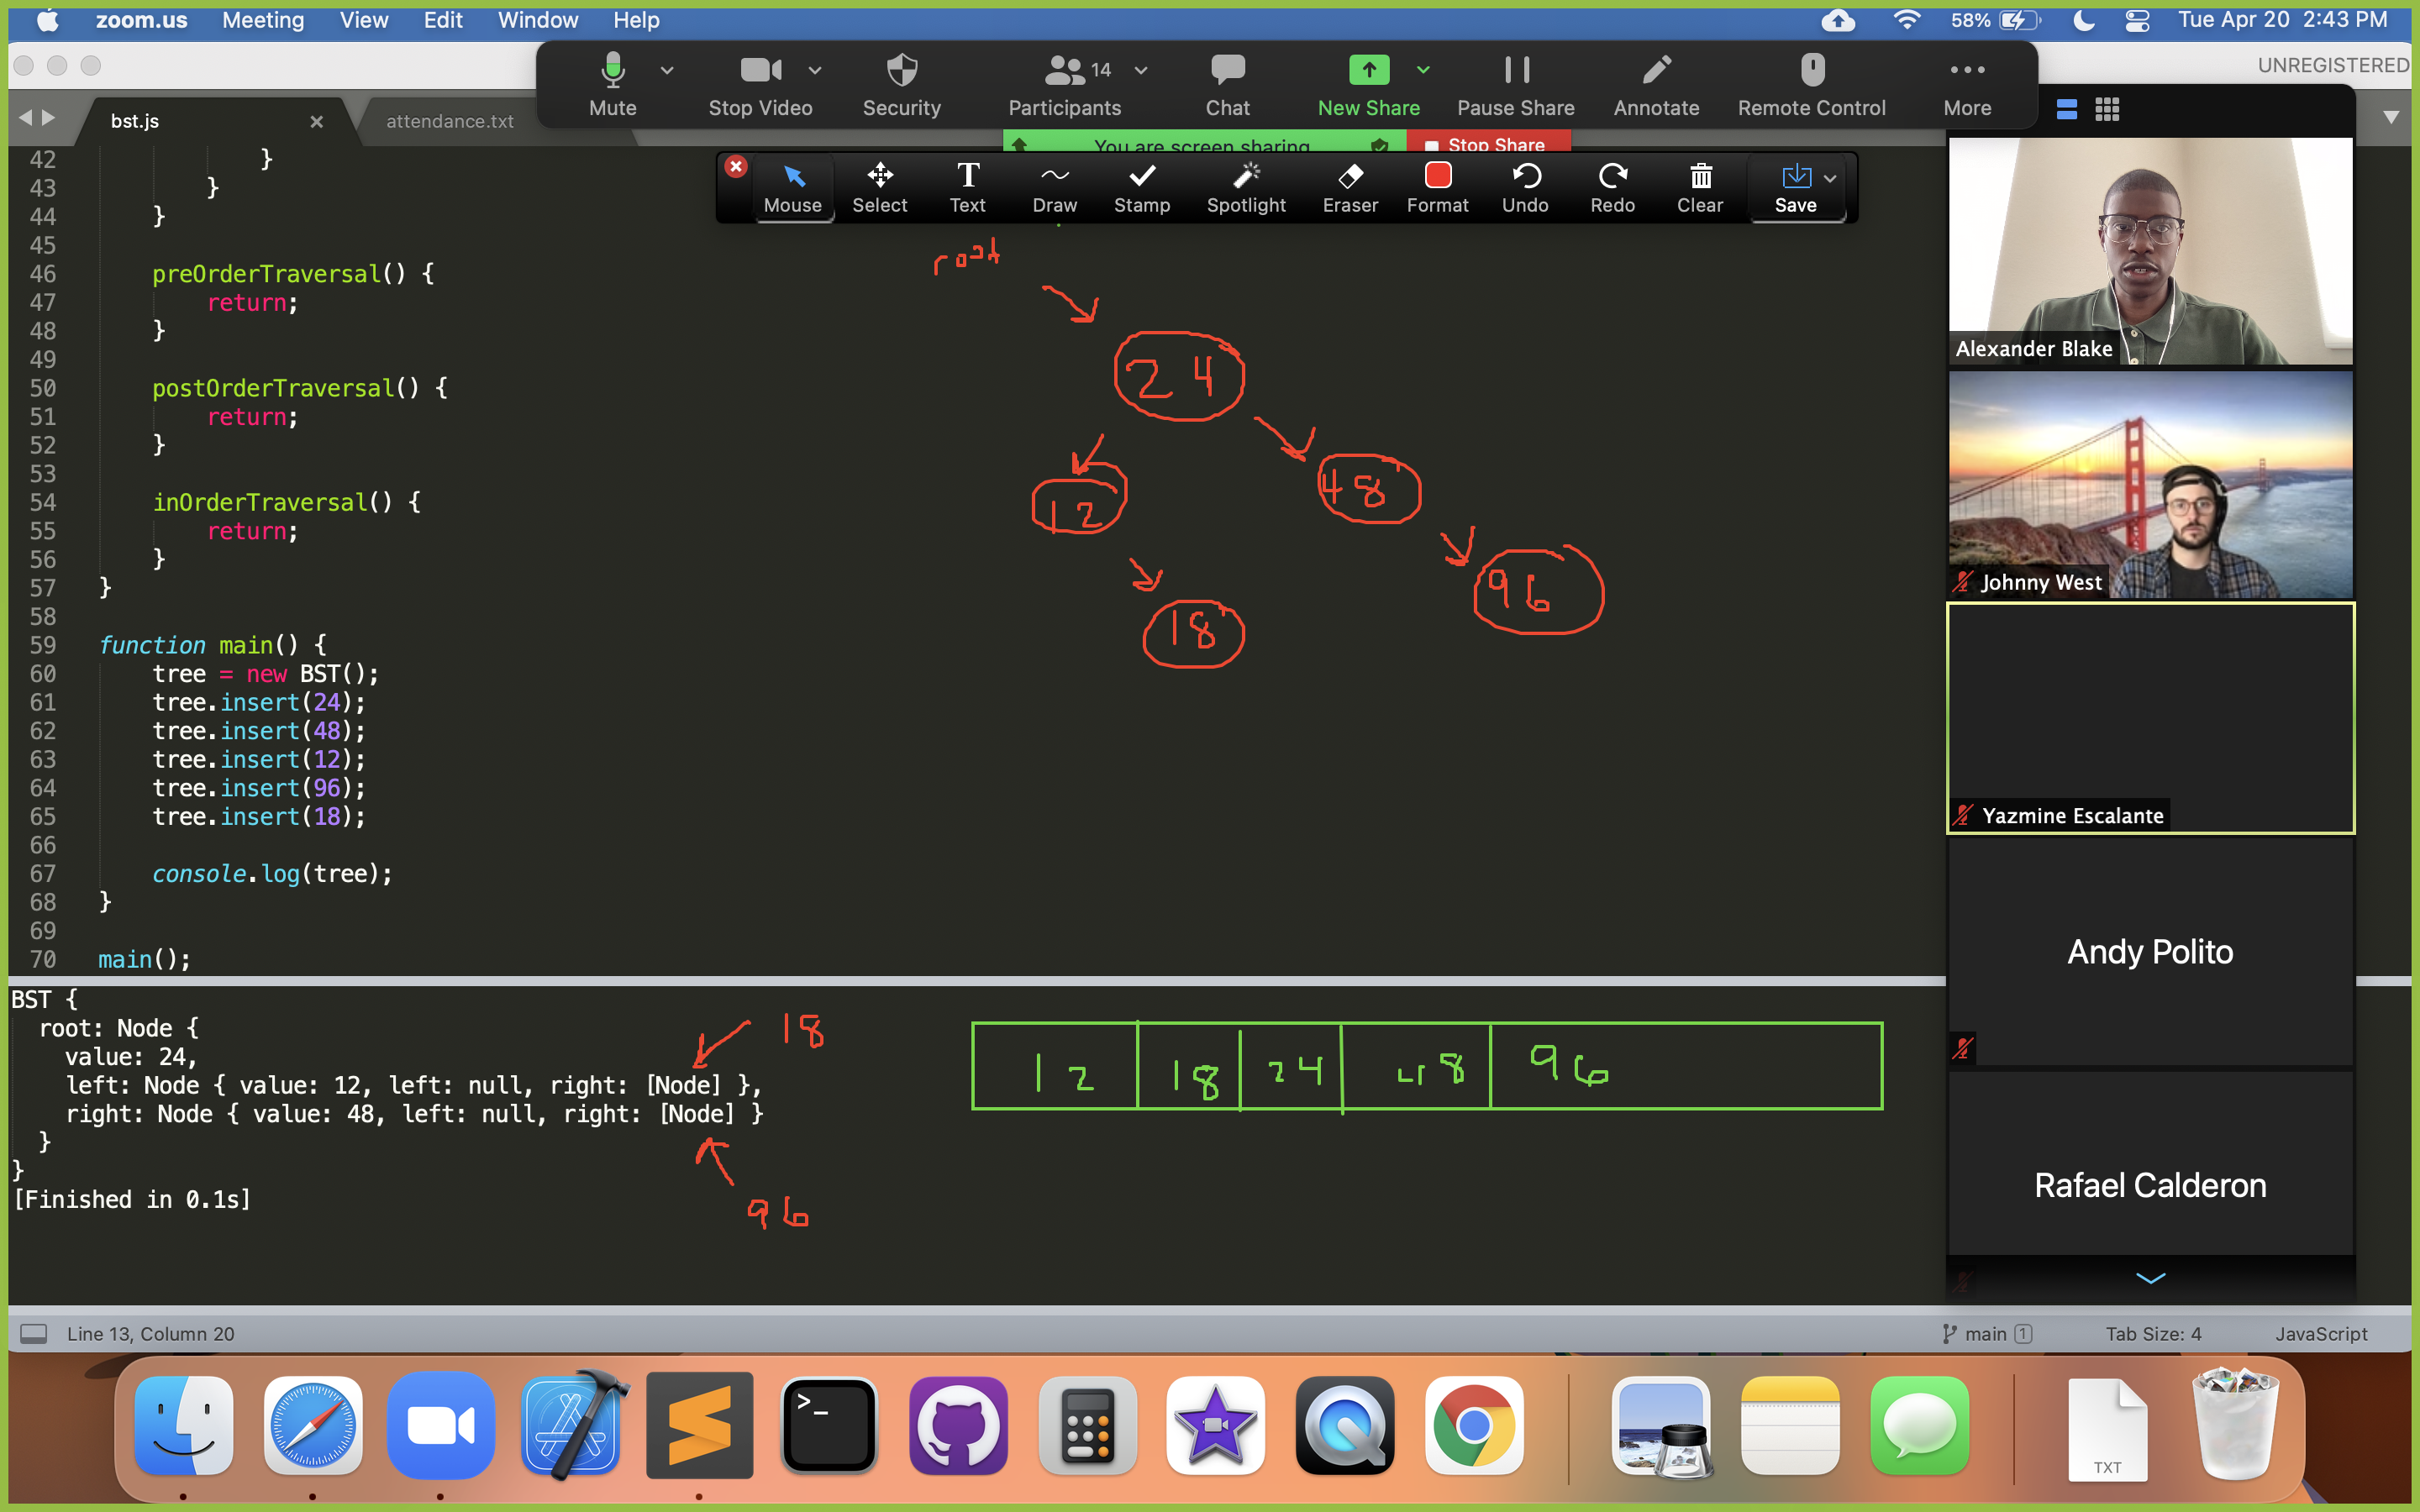 zoom.us Meeting View Edit Window Help 58% Tue Apr 20 2:43 PM
UNREGISTERED
Mute Stop Video Security 14 Participants Chat New Share Pause Share Annotate Remote Control More
bst.js attendance.txt
You are screen sharing Stop Share
Mouse Select Text Draw Stamp Spotlight Eraser Format Undo Redo Clear Save
42 }
43 }
44 }
45
46 preOrderTraversal() {
47 return;
48 }
49
50 postOrderTraversal() {
51 return;
52 }
53
54 inOrderTraversal() {
55 return;
56 }
57 }
58
59 function main() {
60 tree = new BST();
61 tree.insert(24);
62 tree.insert(48);
63 tree.insert(12);
64 tree.insert(96);
65 tree.insert(18);
66
67 console.log(tree);
68 }
69
70 main();
root
24
12 48
18 96
BST {
root: Node {
value: 24,
left: Node { value: 12, left: null, right: [Node] },
right: Node { value: 48, left: null, right: [Node] }
}
}
[Finished in 0.1s]
18
96
12 18 24 48 96
Alexander Blake
Johnny West
Yazmine Escalante
Andy Polito
Rafael Calderon
Line 13, Column 20 main 1 Tab Size: 4 JavaScript
>_
TXT